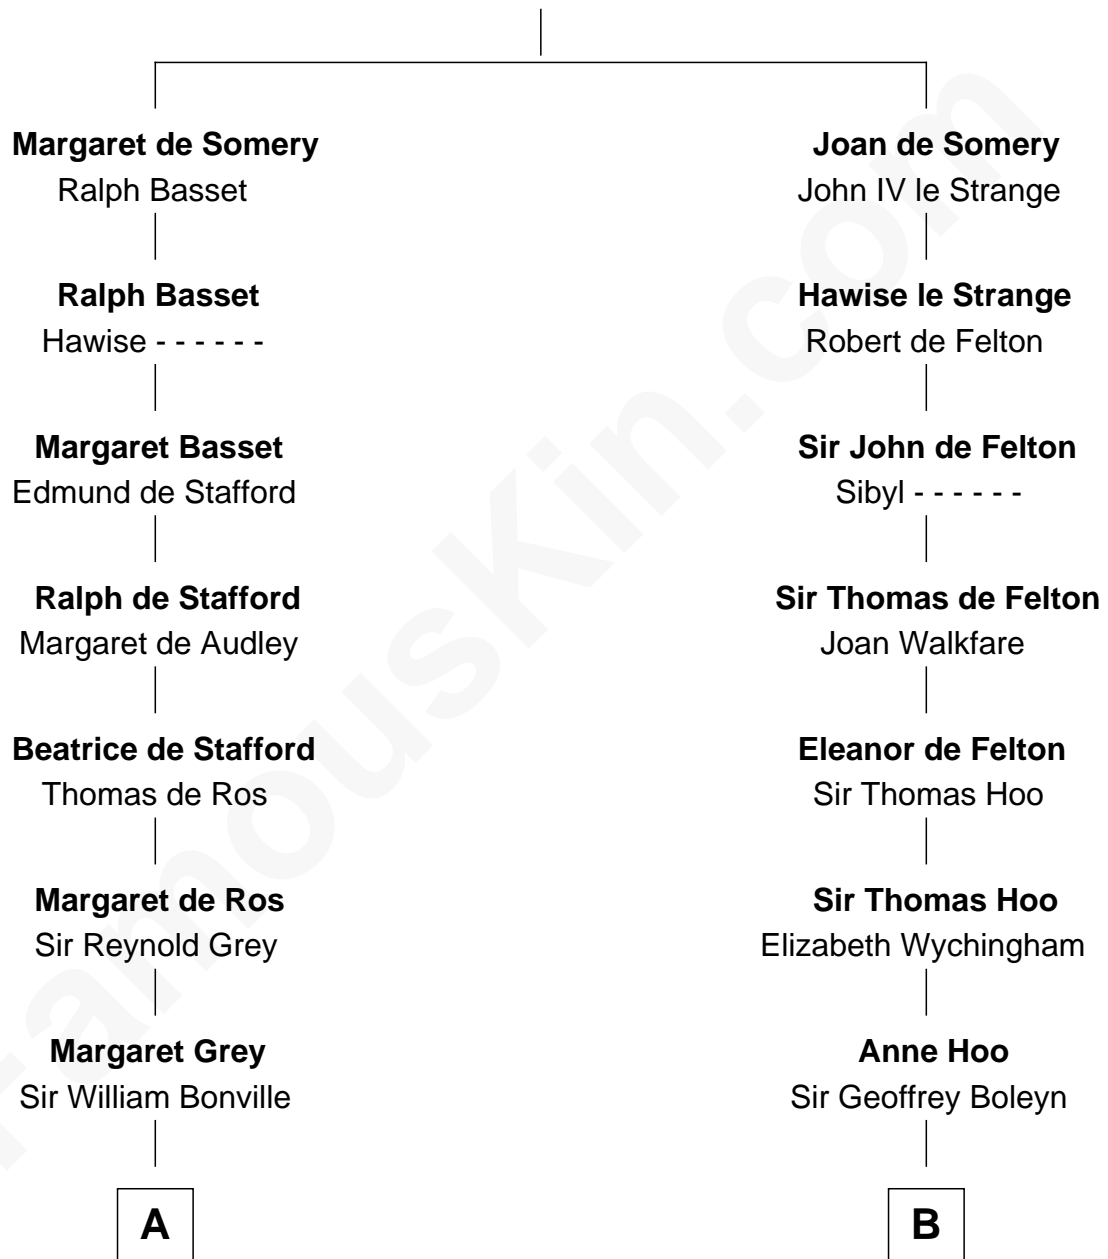 Margaret de Somery
Ralph Basset
Ralph Basset
Hawise - - - - - -
Margaret Basset
Edmund de Stafford
Ralph de Stafford
Margaret de Audley
Beatrice de Stafford
Thomas de Ros
Margaret de Ros
Sir Reynold Grey
Margaret Grey
Sir William Bonville
A
Joan de Somery
John IV le Strange
Hawise le Strange
Robert de Felton
Sir John de Felton
Sibyl - - - - - -
Sir Thomas de Felton
Joan Walkfare
Eleanor de Felton
Sir Thomas Hoo
Sir Thomas Hoo
Elizabeth Wychingham
Anne Hoo
Sir Geoffrey Boleyn
B
FamousKin.com